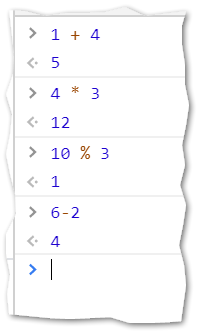 > 1 + 4
<· 5
> 4 * 3
<· 12
> 10 % 3
<· 1
> 6-2
<· 4
>